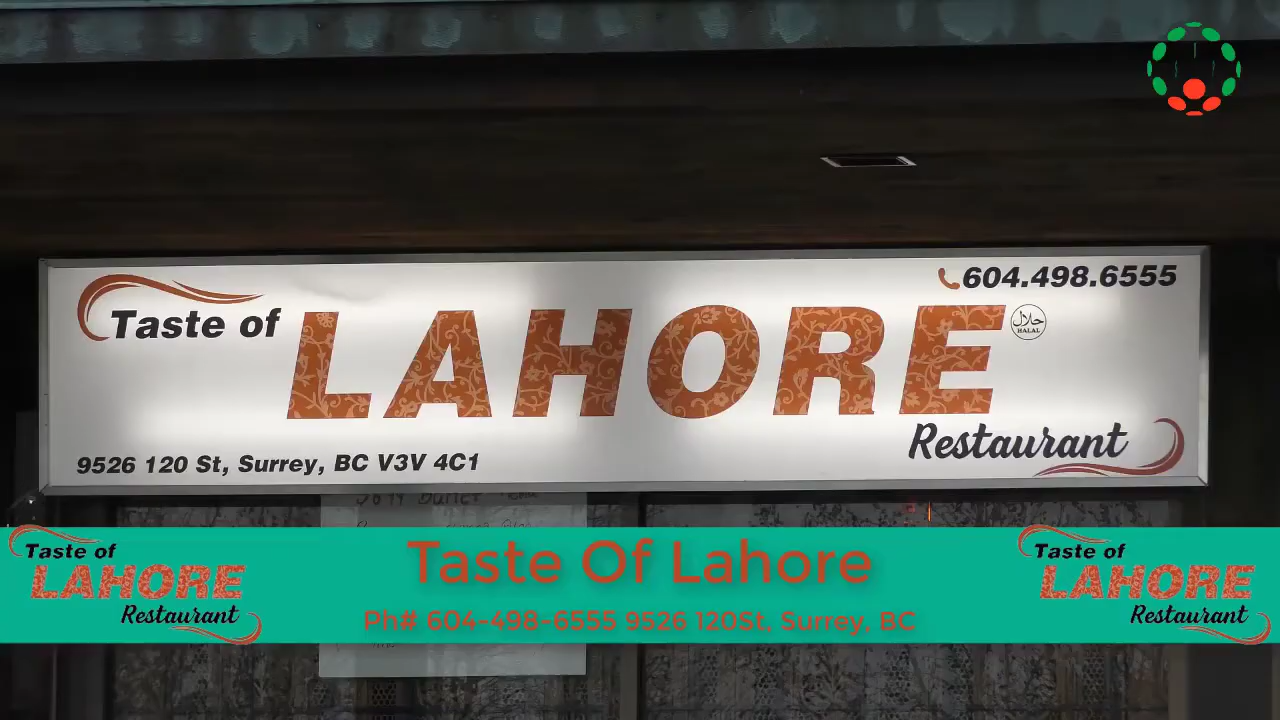 604.498.6555
Taste of
LAHORE
حلال
HALAL
Restaurant
9526 120 St, Surrey, BC V3V 4C1
Taste of
LAHORE
Restaurant
Taste Of Lahore
Ph# 604-498-6555 9526 120St, Surrey, BC
Taste of
LAHORE
Restaurant